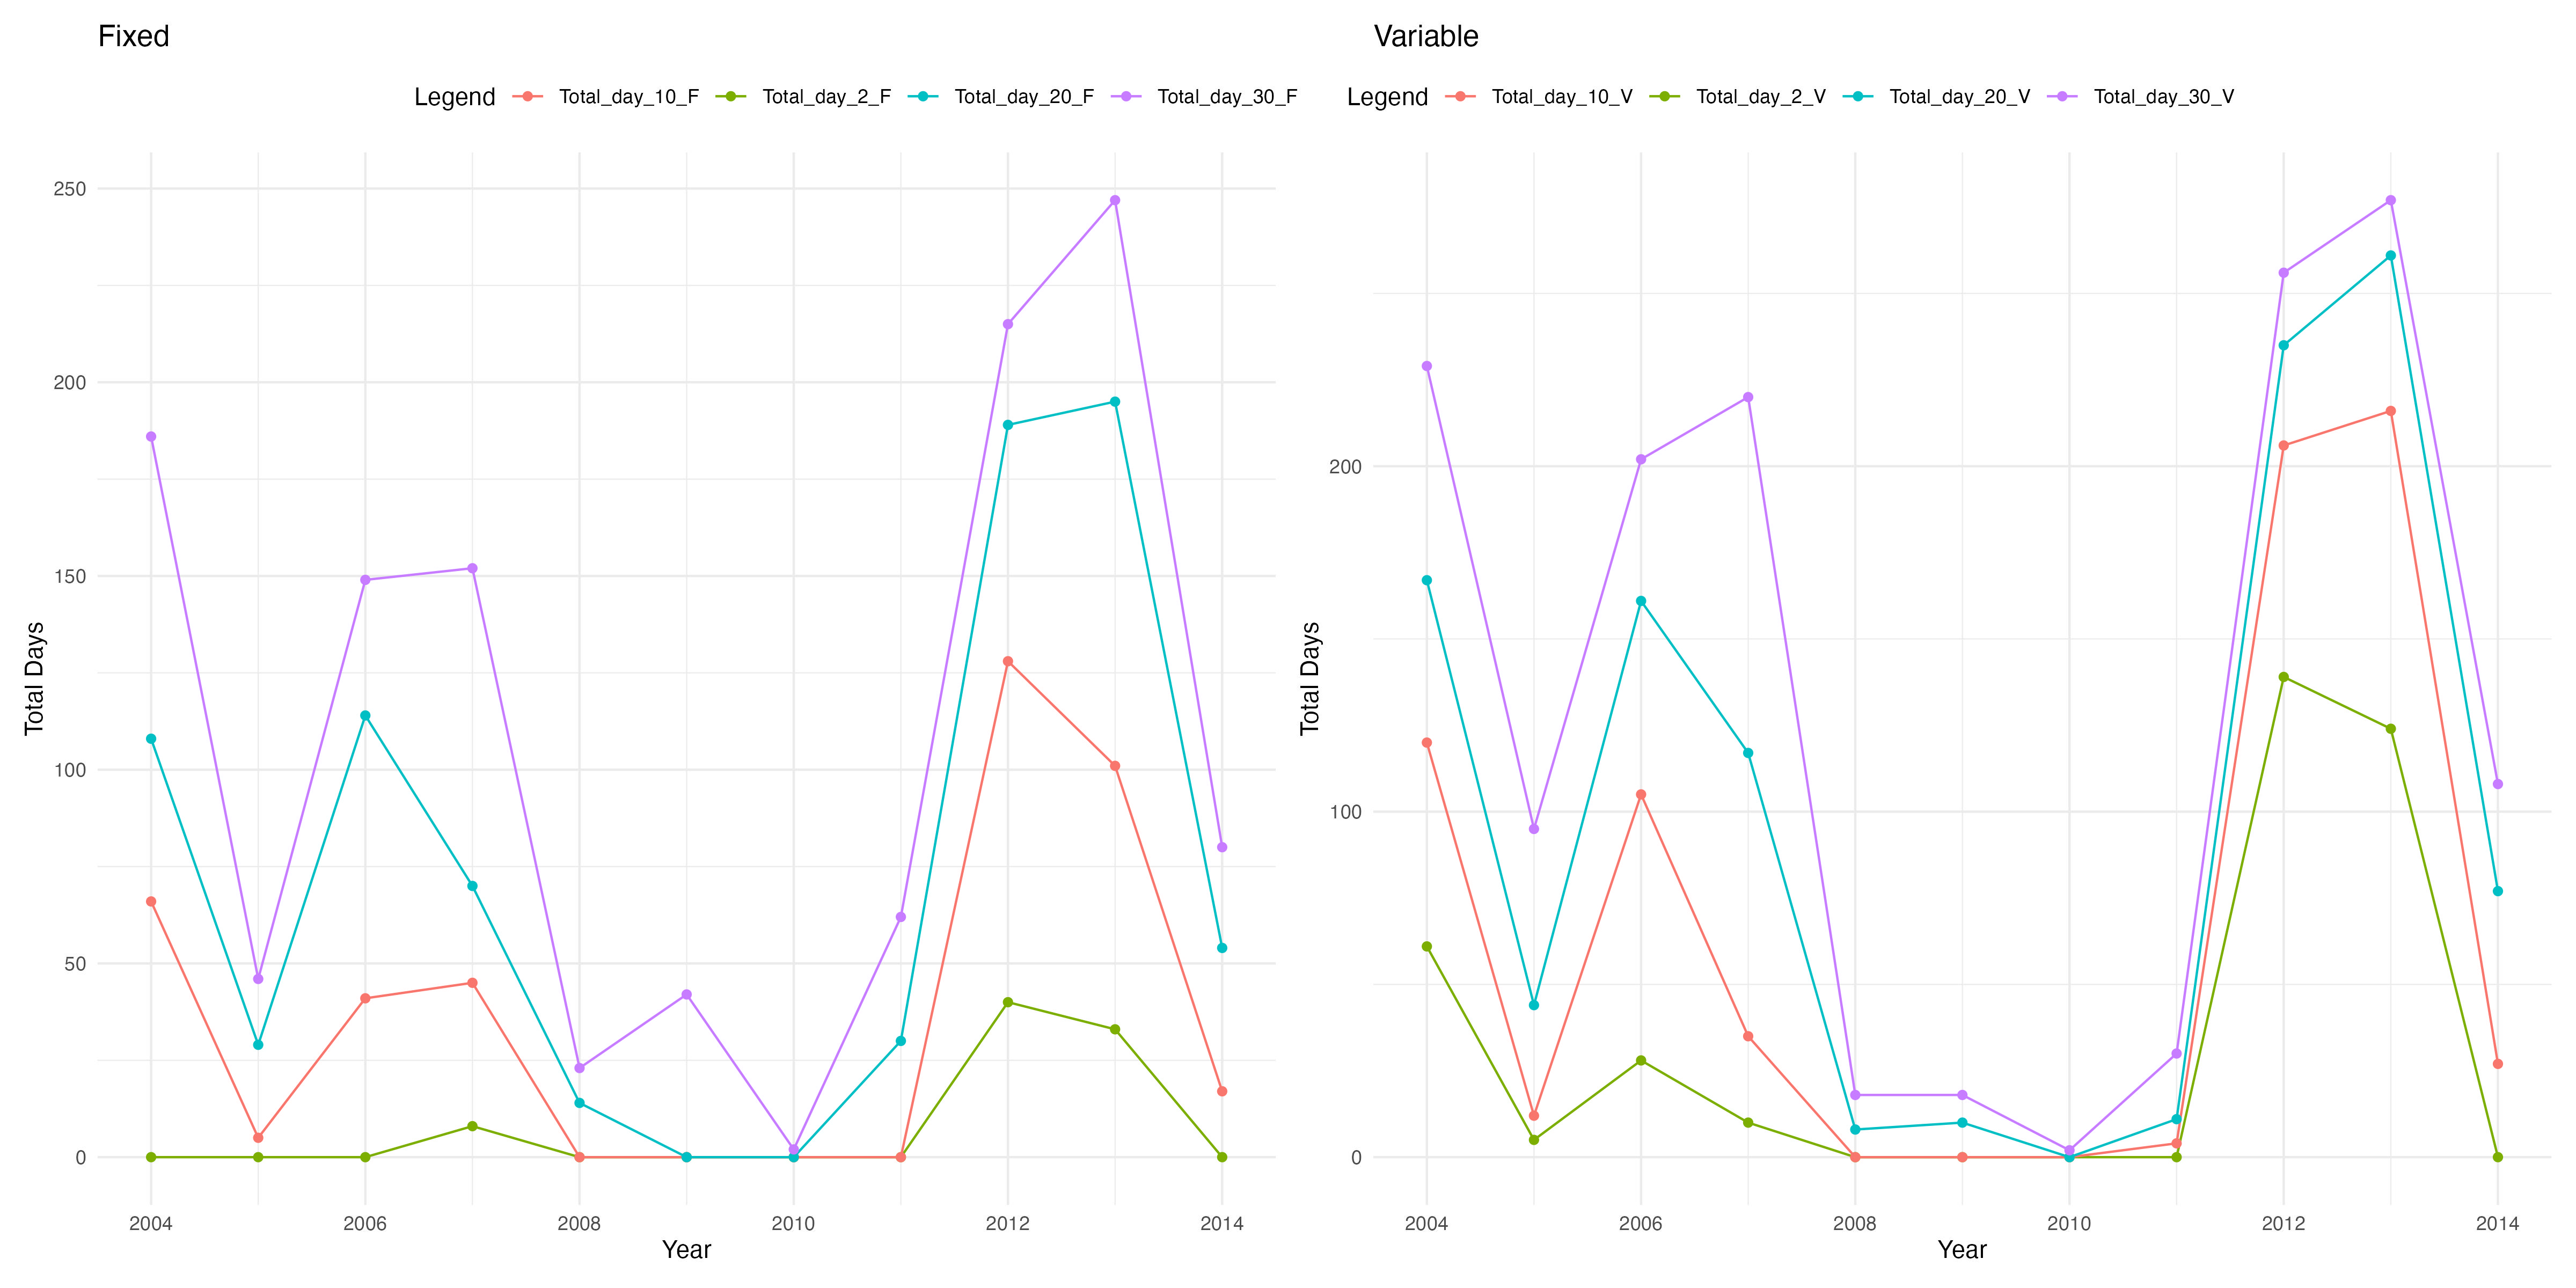 Fixed
Legend Total_day_10_F Total_day_2_F Total_day_20_F Total_day_30_F
250
200
150
100
50
0
Total Days
2004 2006 2008 2010 2012 2014
Year
Variable
Legend Total_day_10_V Total_day_2_V Total_day_20_V Total_day_30_V
200
100
0
Total Days
2004 2006 2008 2010 2012 2014
Year